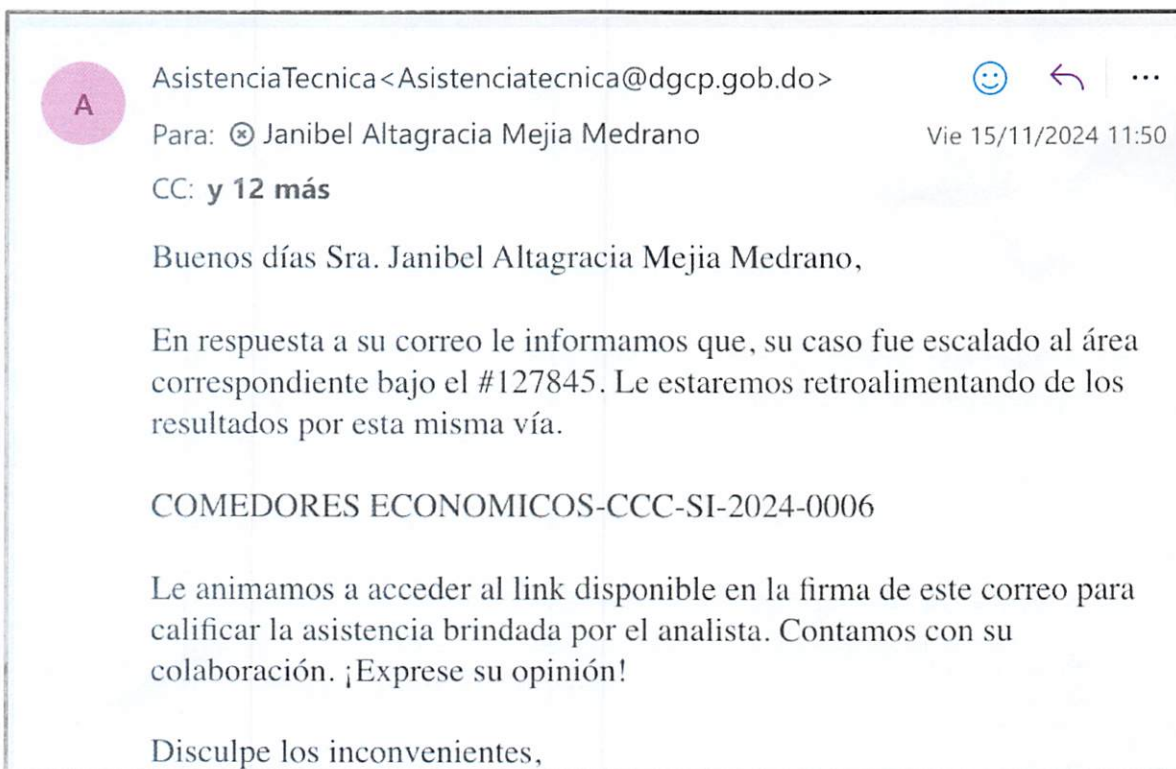 A
AsistenciaTecnica<Asistenciatecnica@dgcp.gob.do>
Para: Janibel Altagracia Mejia Medrano
Vie 15/11/2024 11:50
CC: y 12 más
Buenos días Sra. Janibel Altagracia Mejia Medrano,
En respuesta a su correo le informamos que, su caso fue escalado al área
correspondiente bajo el #127845. Le estaremos retroalimentando de los
resultados por esta misma vía.
COMEDORES ECONOMICOS-CCC-SI-2024-0006
Le animamos a acceder al link disponible en la firma de este correo para
calificar la asistencia brindada por el analista. Contamos con su
colaboración. ¡Exprese su opinión!
Disculpe los inconvenientes,